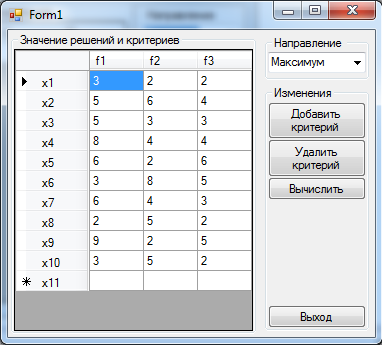 Form1
Значение решений и критериев
f1 f2 f3
x1 3 2 2
x2 5 6 4
x3 5 3 3
x4 8 4 4
x5 6 2 6
x6 3 8 5
x7 6 4 3
x8 2 5 2
x9 9 2 5
x10 3 5 2
x11
Направление
Максимум
Изменения
Добавить
критерий
Удалить
критерий
Вычислить
Выход